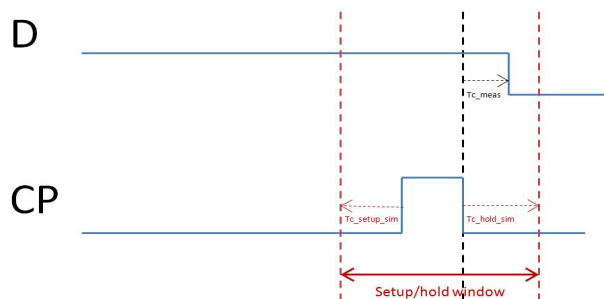 D
Tc_meas
CP
Tc_setup_sim
Tc_hold_sim
Setup/hold window